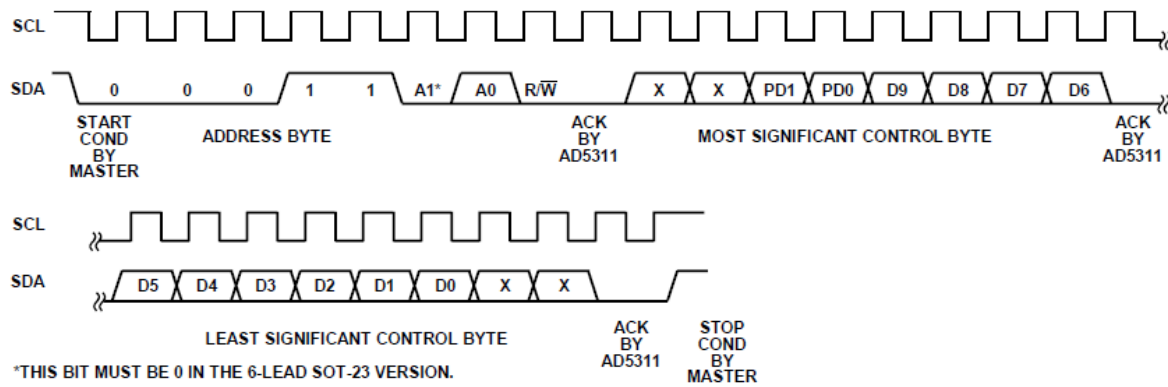 SCL
SDA 0 0 0 1 1 A1* A0 R/W̅ X X PD1 PD0 D9 D8 D7 D6
START
COND
BY
MASTER
ADDRESS BYTE
ACK
BY
AD5311
MOST SIGNIFICANT CONTROL BYTE
ACK
BY
AD5311
SCL
SDA D5 D4 D3 D2 D1 D0 X X
LEAST SIGNIFICANT CONTROL BYTE
ACK
BY
AD5311
STOP
COND
BY
MASTER
*THIS BIT MUST BE 0 IN THE 6-LEAD SOT-23 VERSION.